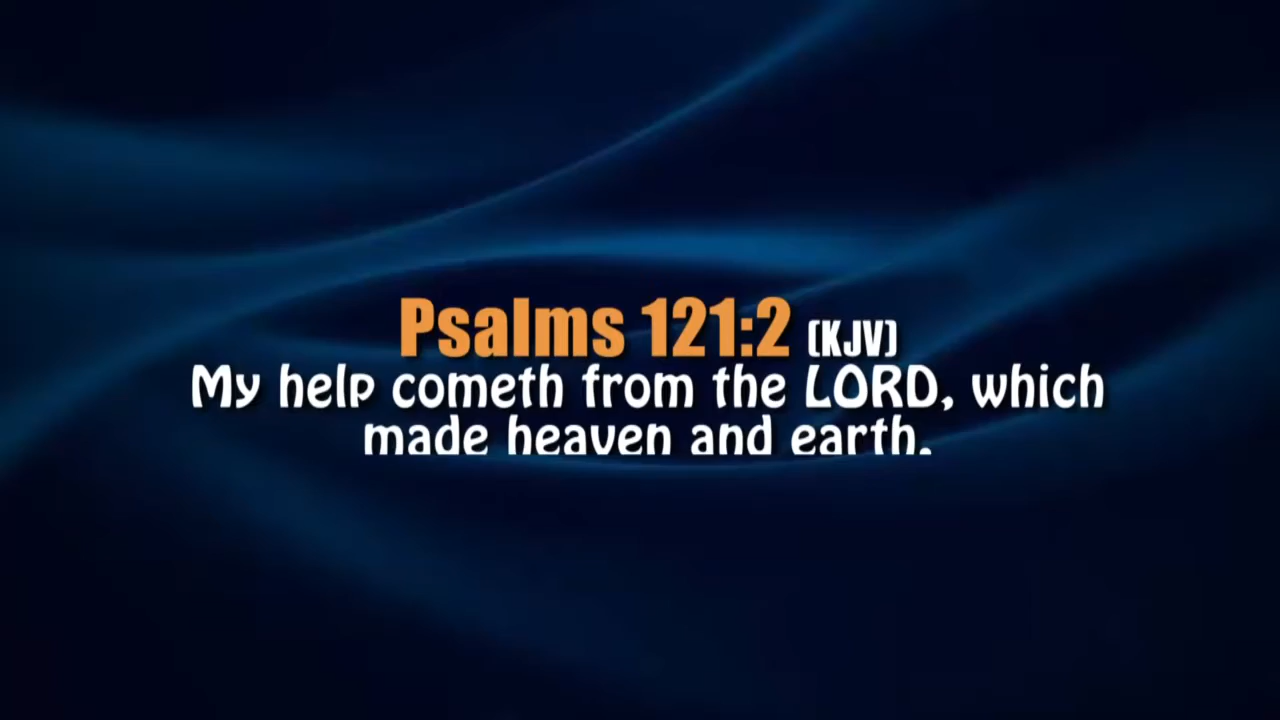 Psalms 121:2 (KJV)
My help cometh from the LORD, which
made heaven and earth.